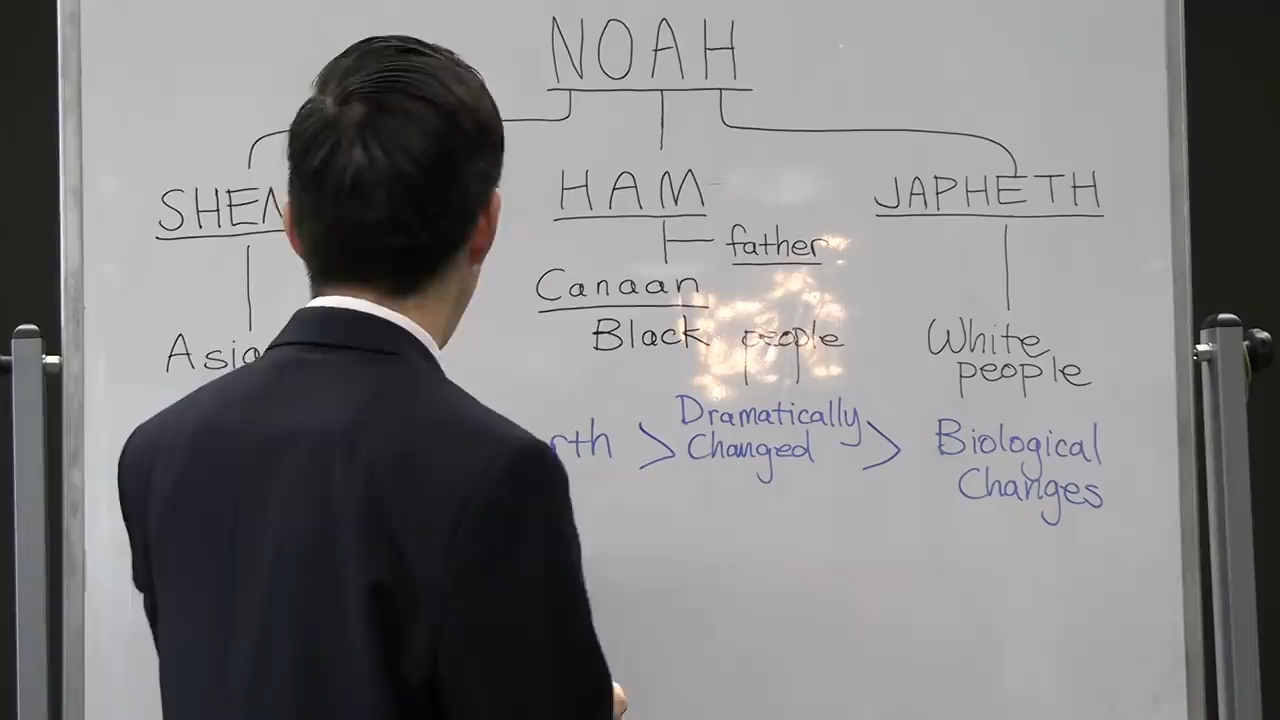 NOAH
HAM
JAPHETH
father
Canaan
Black people
White
people
Dramatically
Changed
>
>
Biological
Changes